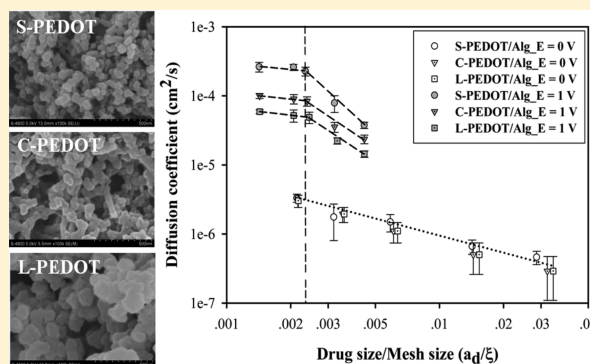 S-PEDOT
C-PEDOT
L-PEDOT
500nm
Diffusion coefficient (cm²/s)
1e-3
1e-4
1e-5
1e-6
1e-7
S-PEDOT/Alg_E = 0 V
C-PEDOT/Alg_E = 0 V
L-PEDOT/Alg_E = 0 V
S-PEDOT/Alg_E = 1 V
C-PEDOT/Alg_E = 1 V
L-PEDOT/Alg_E = 1 V
.001 .002 .003 .005 .01 .02 .03
Drug size/Mesh size (a_d/ξ)